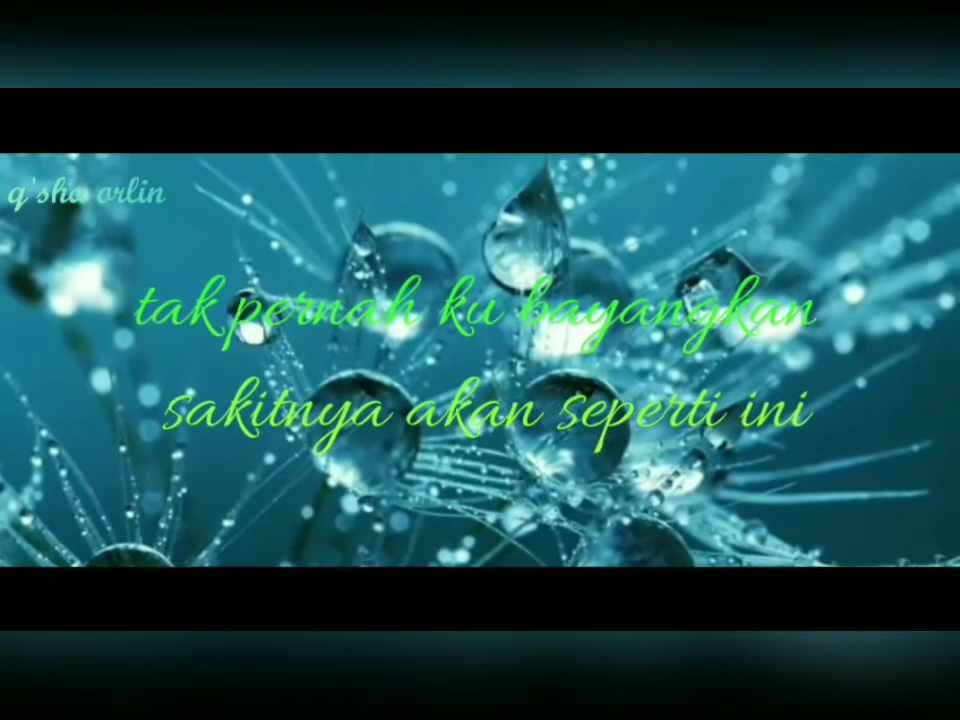 q'sha orlin
tak pernah ku bayangkan
sakitnya akan seperti ini